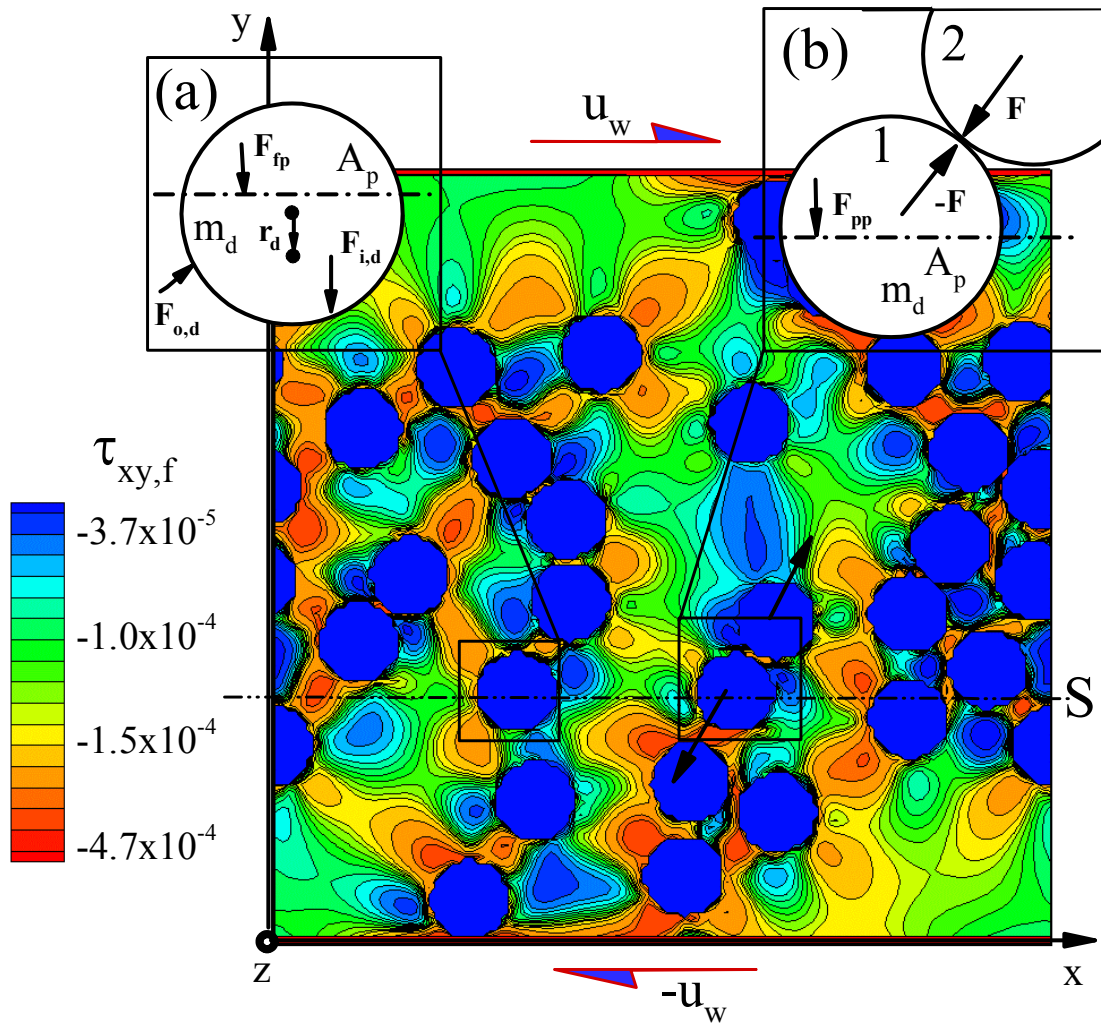 y
(a)
F_fp
A_p
m_d
r_d
F_i,d
F_o,d
u_w
(b)
2
F
1
-F
F_pp
A_p
m_d
τ_xy,f
-3.7x10^-5
-1.0x10^-4
-1.5x10^-4
-4.7x10^-4
S
z
x
-u_w